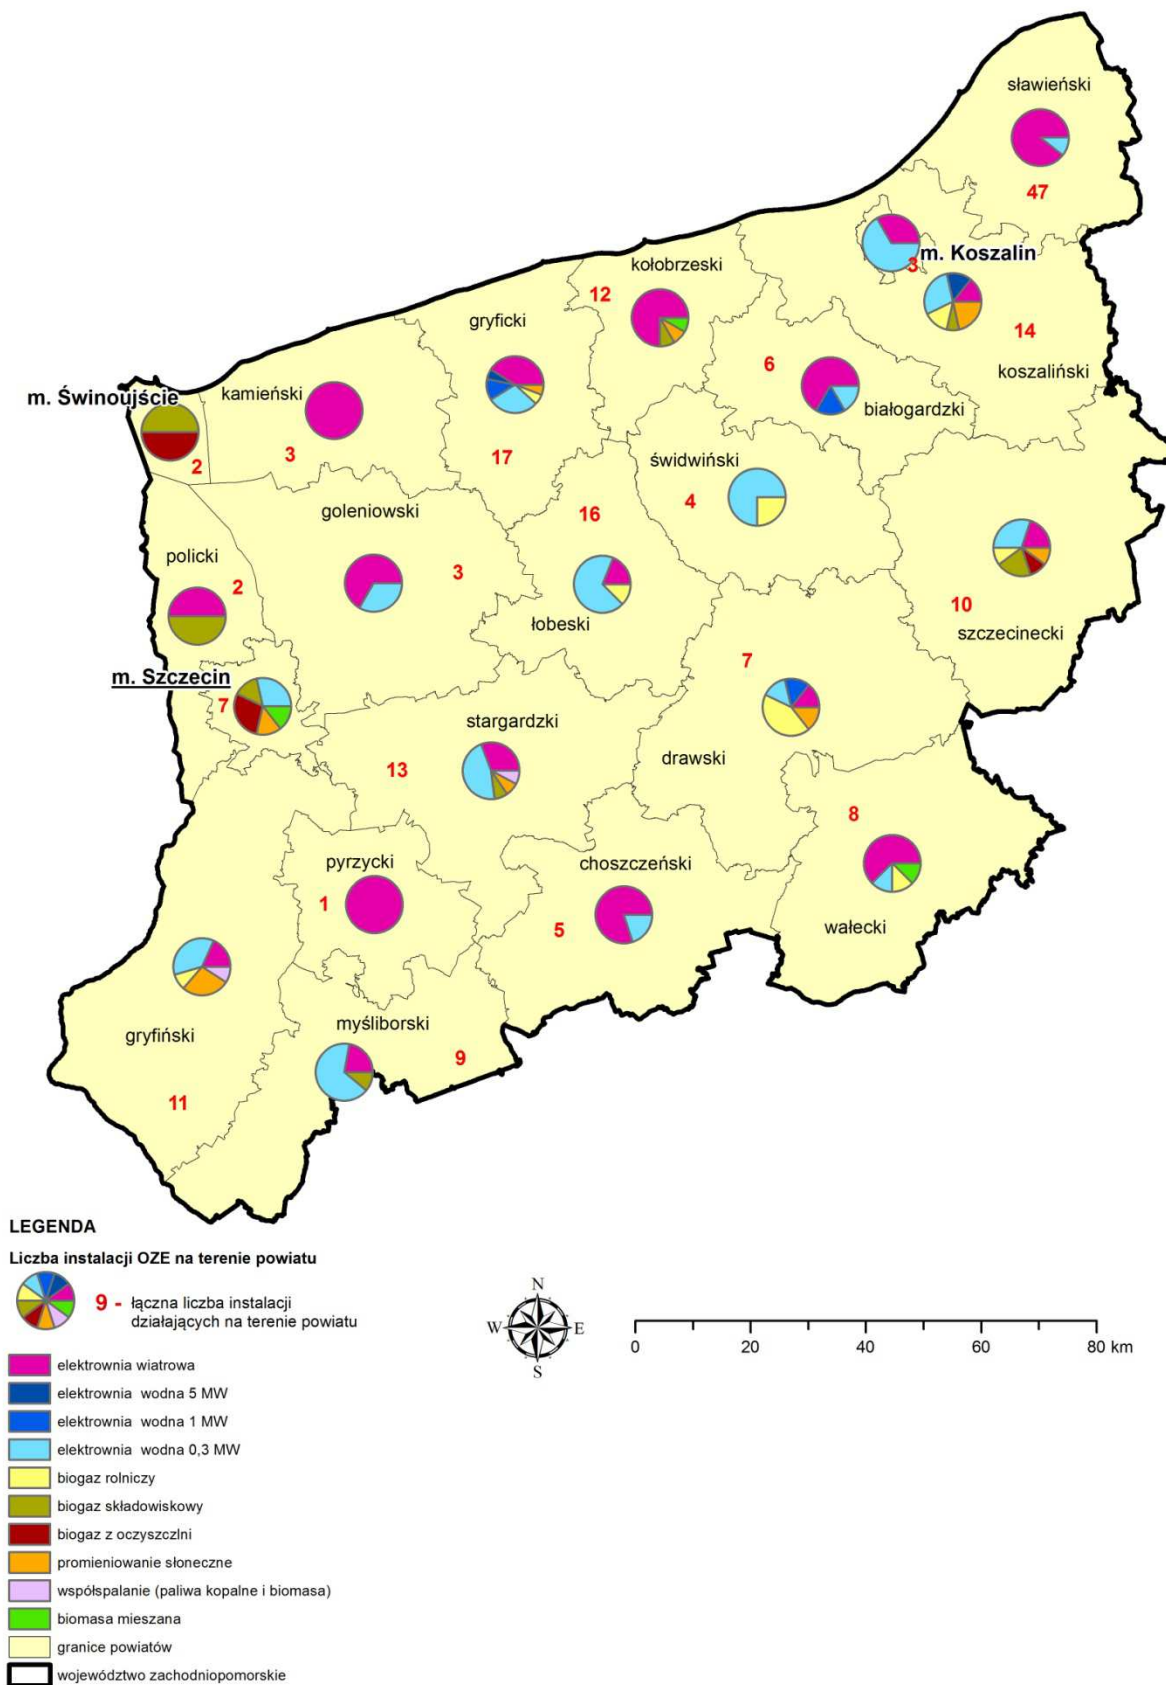 sławieński
47
m. Koszalin
3
kołobrzeski
12
14
koszaliński
gryficki
17
6
białogardzki
m. Świnoujście
2
kamieński
3
świdwiński
4
goleniowski
3
16
łobeski
policki
2
10
szczecinecki
m. Szczecin
7
7
drawski
stargardzki
13
8
wałecki
pyrzycki
1
choszczeński
5
gryfiński
11
myśliborski
9
LEGENDA
Liczba instalacji OZE na terenie powiatu
9 - łączna liczba instalacji
działających na terenie powiatu
N
W E
S
0 20 40 60 80 km
elektrownia wiatrowa
elektrownia wodna 5 MW
elektrownia wodna 1 MW
elektrownia wodna 0,3 MW
biogaz rolniczy
biogaz składowiskowy
biogaz z oczyszczlni
promieniowanie słoneczne
współspalanie (paliwa kopalne i biomasa)
biomasa mieszana
granice powiatów
województwo zachodniopomorskie